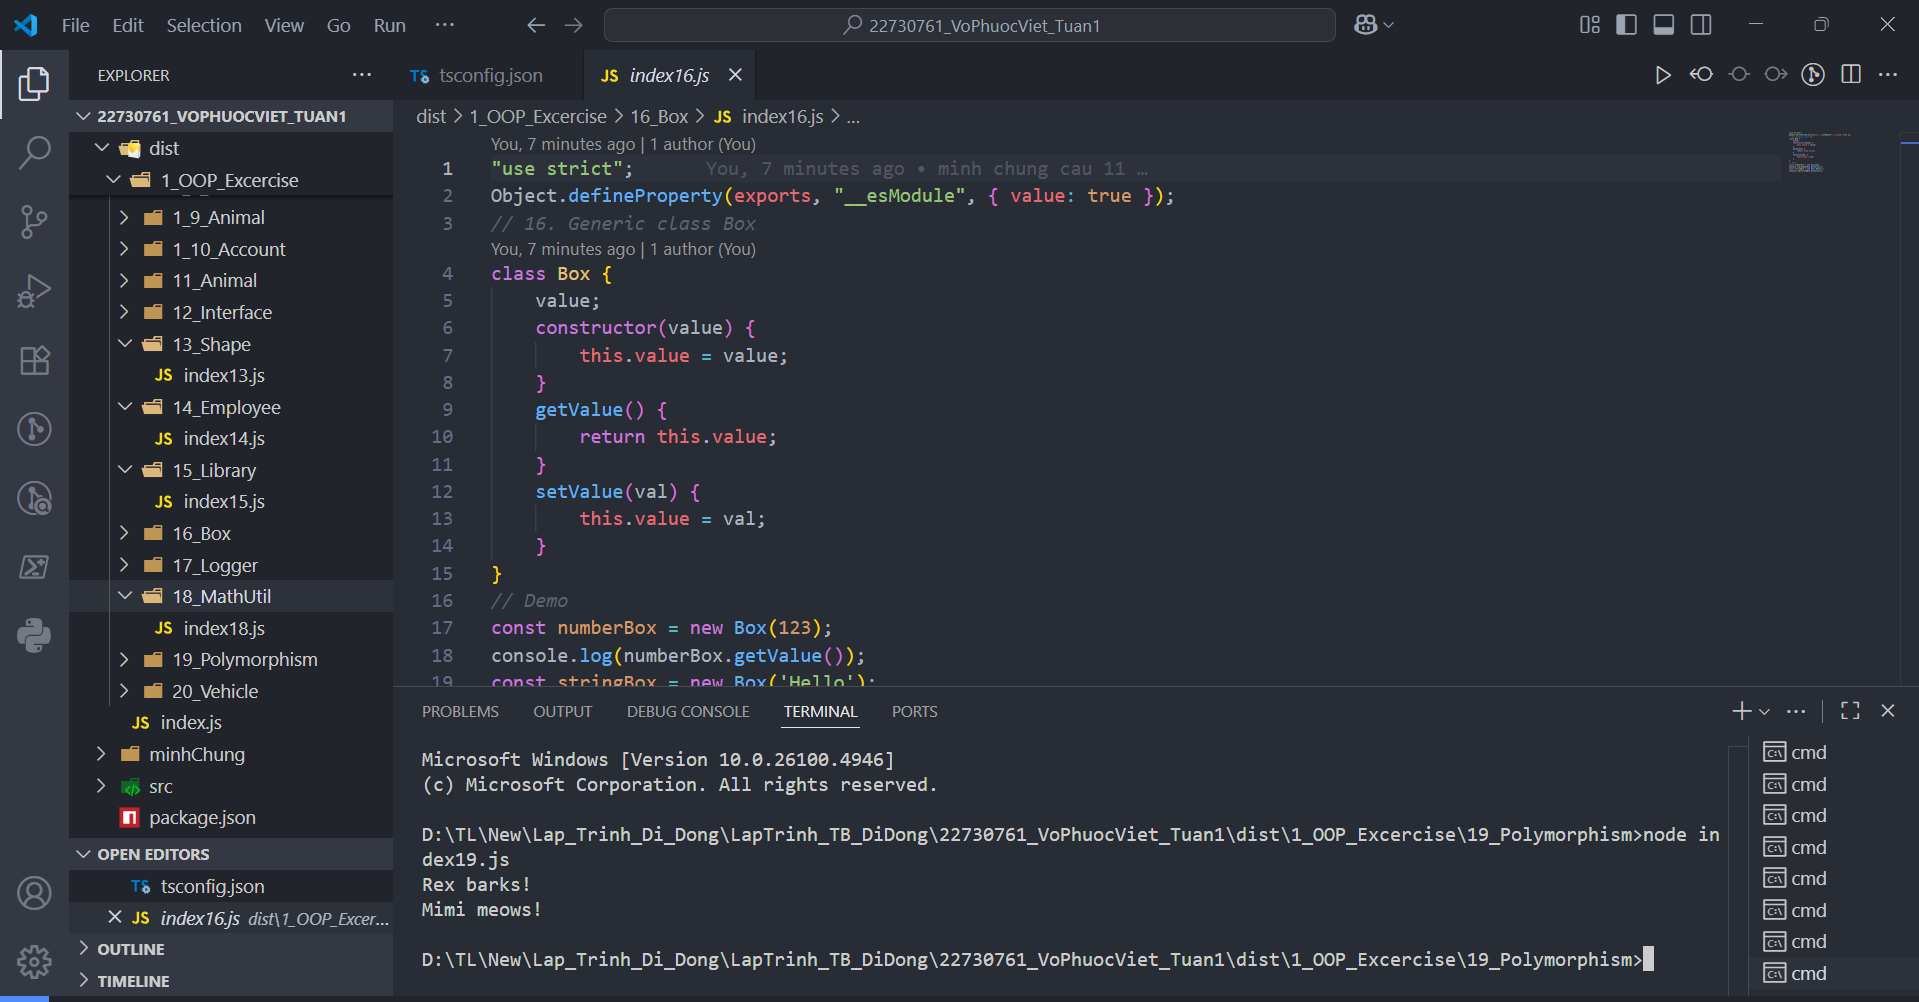 File Edit Selection View Go Run ···
22730761_VoPhuocViet_Tuan1
EXPLORER
22730761_VOPHUOCVIET_TUAN1
dist
1_OOP_Excercise
1_9_Animal
1_10_Account
11_Animal
12_Interface
13_Shape
JS index13.js
14_Employee
JS index14.js
15_Library
JS index15.js
16_Box
17_Logger
18_MathUtil
JS index18.js
19_Polymorphism
20_Vehicle
JS index.js
minhChung
src
package.json
OPEN EDITORS
TS tsconfig.json
JS index16.js dist\1_OOP_Excer...
OUTLINE
TIMELINE
TS tsconfig.json
JS index16.js
dist > 1_OOP_Excercise > 16_Box > JS index16.js > ...
You, 7 minutes ago | 1 author (You)
1 "use strict"; You, 7 minutes ago • minh chung cau 11 …
2 Object.defineProperty(exports, "__esModule", { value: true });
3 // 16. Generic class Box
You, 7 minutes ago | 1 author (You)
4 class Box {
5 value;
6 constructor(value) {
7 this.value = value;
8 }
9 getValue() {
10 return this.value;
11 }
12 setValue(val) {
13 this.value = val;
14 }
15 }
16 // Demo
17 const numberBox = new Box(123);
18 console.log(numberBox.getValue());
19 const stringBox = new Box('Hello');
PROBLEMS OUTPUT DEBUG CONSOLE TERMINAL PORTS
Microsoft Windows [Version 10.0.26100.4946]
(c) Microsoft Corporation. All rights reserved.
D:\TL\New\Lap_Trinh_Di_Dong\LapTrinh_TB_DiDong\22730761_VoPhuocViet_Tuan1\dist\1_OOP_Excercise\19_Polymorphism>node in
dex19.js
Rex barks!
Mimi meows!
D:\TL\New\Lap_Trinh_Di_Dong\LapTrinh_TB_DiDong\22730761_VoPhuocViet_Tuan1\dist\1_OOP_Excercise\19_Polymorphism>
cmd
cmd
cmd
cmd
cmd
cmd
cmd
cmd